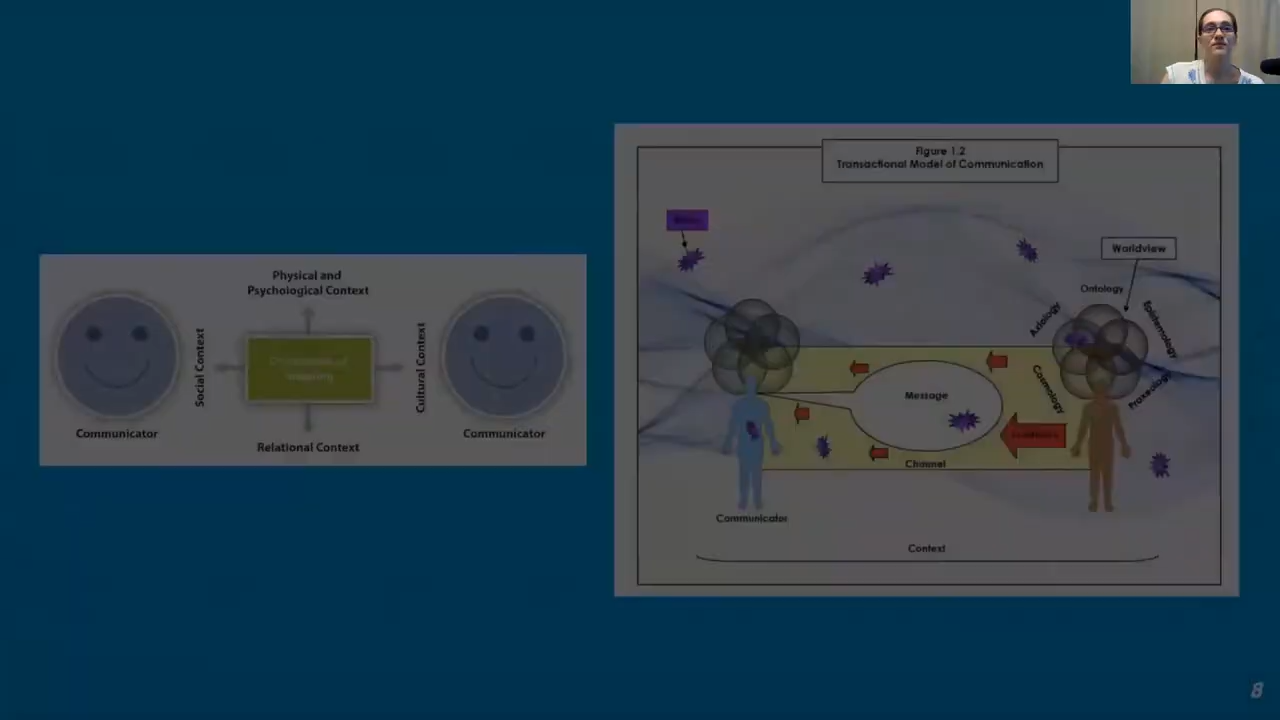 Physical and
Psychological Context
Social Context
Cultural Context
Communicator
Communicator
Relational Context
Figure 1.2
Transactional Model of Communication
Worldview
Ontology
Axiology
Epistemology
Cosmology
Praxeology
Message
Channel
Communicator
Context
8